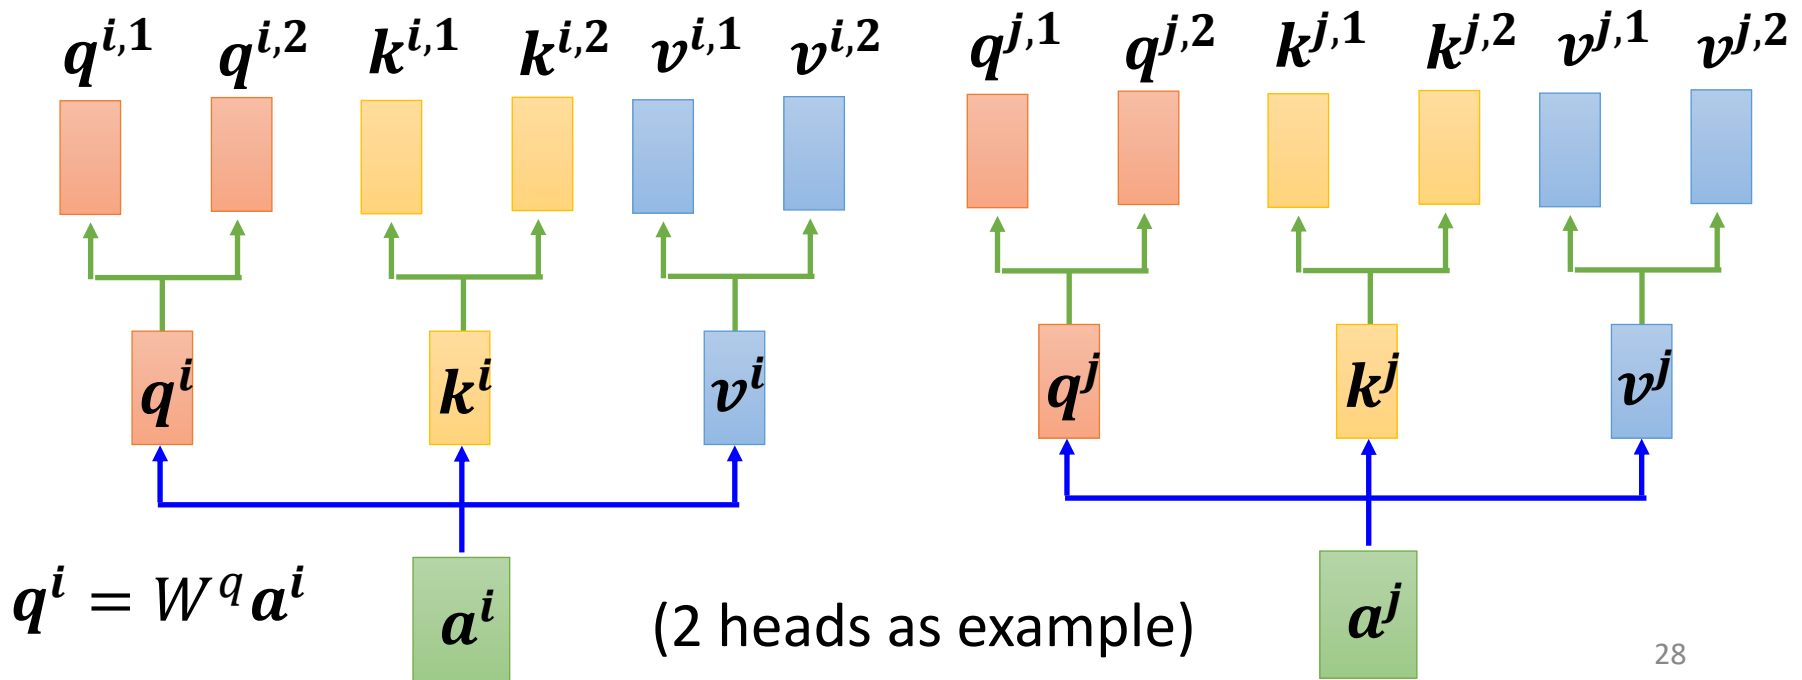 q^{i,1} q^{i,2} k^{i,1} k^{i,2} v^{i,1} v^{i,2} q^{j,1} q^{j,2} k^{j,1} k^{j,2} v^{j,1} v^{j,2}
q^i k^i v^i q^j k^j v^j
q^i = W^q a^i
a^i
(2 heads as example)
a^j
28